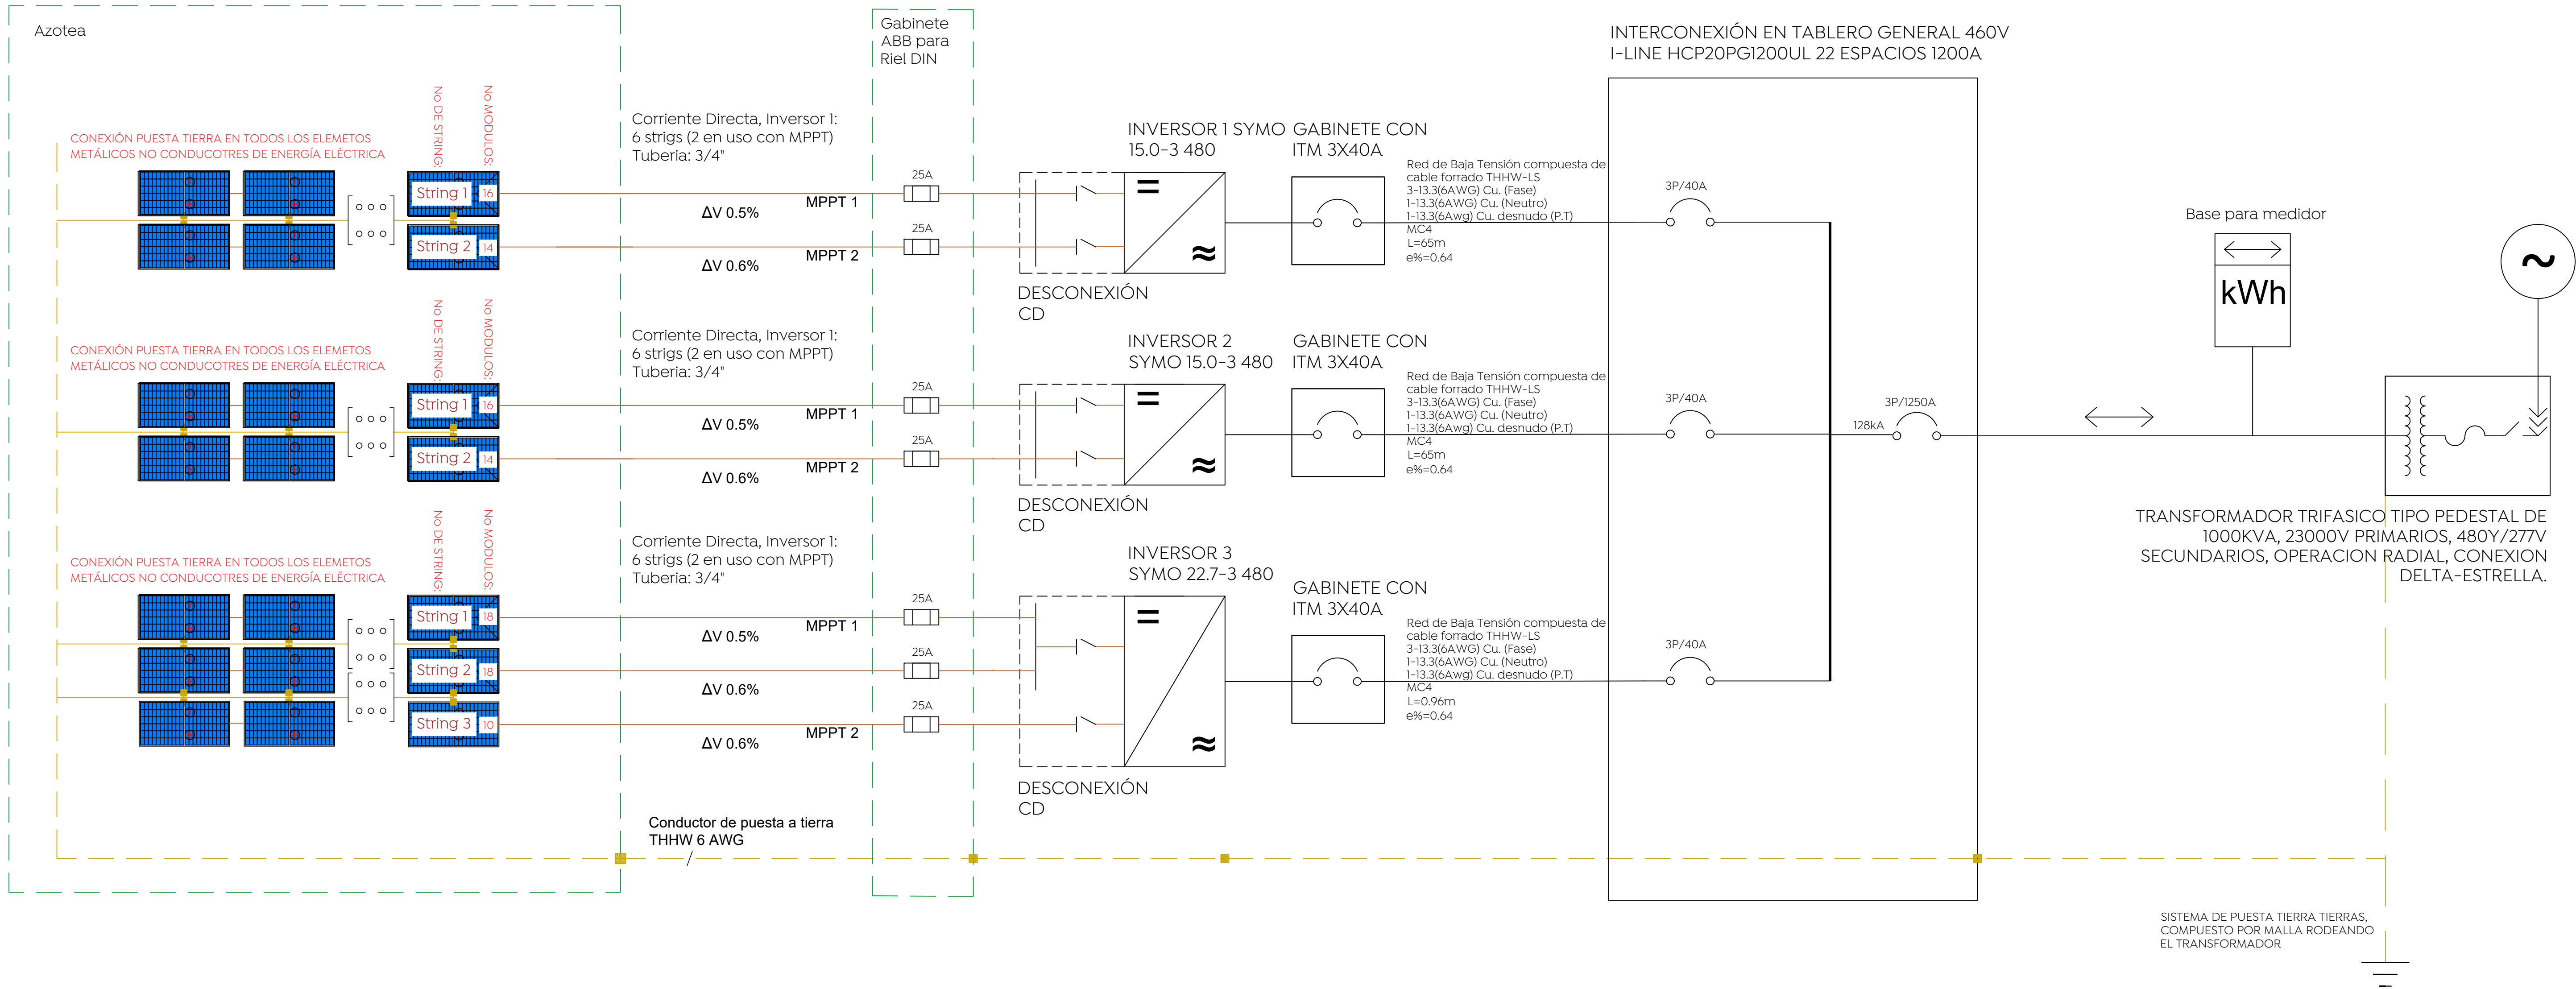 Azotea
Gabinete
ABB para
Riel DIN
INTERCONEXIÓN EN TABLERO GENERAL 460V
I-LINE HCP20PG1200UL 22 ESPACIOS 1200A
CONEXIÓN PUESTA TIERRA EN TODOS LOS ELEMETOS
METÁLICOS NO CONDUCOTRES DE ENERGÍA ELÉCTRICA
No DE STRING:
No MODULOS:
String 1
16
String 2
14
Corriente Directa, Inversor 1:
6 strigs (2 en uso con MPPT)
Tuberia: 3/4"
ΔV 0.5%
MPPT 1
ΔV 0.6%
MPPT 2
25A
25A
DESCONEXIÓN
CD
INVERSOR 1 SYMO
15.0-3 480
GABINETE CON
ITM 3X40A
Red de Baja Tensión compuesta de
cable forrado THHW-LS
3-13.3(6AWG) Cu. (Fase)
1-13.3(6AWG) Cu. (Neutro)
1-13.3(6Awg) Cu. desnudo (P.T)
MC4
L=65m
e%=0.64
3P/40A
CONEXIÓN PUESTA TIERRA EN TODOS LOS ELEMETOS
METÁLICOS NO CONDUCOTRES DE ENERGÍA ELÉCTRICA
No DE STRING:
No MODULOS:
String 1
16
String 2
14
Corriente Directa, Inversor 1:
6 strigs (2 en uso con MPPT)
Tuberia: 3/4"
ΔV 0.5%
MPPT 1
ΔV 0.6%
MPPT 2
25A
25A
DESCONEXIÓN
CD
INVERSOR 2
SYMO 15.0-3 480
GABINETE CON
ITM 3X40A
Red de Baja Tensión compuesta de
cable forrado THHW-LS
3-13.3(6AWG) Cu. (Fase)
1-13.3(6AWG) Cu. (Neutro)
1-13.3(6Awg) Cu. desnudo (P.T)
MC4
L=65m
e%=0.64
3P/40A
128kA
3P/1250A
CONEXIÓN PUESTA TIERRA EN TODOS LOS ELEMETOS
METÁLICOS NO CONDUCOTRES DE ENERGÍA ELÉCTRICA
No DE STRING:
No MODULOS:
String 1
18
String 2
18
String 3
10
Corriente Directa, Inversor 1:
6 strigs (2 en uso con MPPT)
Tuberia: 3/4"
ΔV 0.5%
MPPT 1
ΔV 0.6%
ΔV 0.6%
MPPT 2
25A
25A
25A
DESCONEXIÓN
CD
INVERSOR 3
SYMO 22.7-3 480
GABINETE CON
ITM 3X40A
Red de Baja Tensión compuesta de
cable forrado THHW-LS
3-13.3(6AWG) Cu. (Fase)
1-13.3(6AWG) Cu. (Neutro)
1-13.3(6Awg) Cu. desnudo (P.T)
MC4
L=0.96m
e%=0.64
3P/40A
Base para medidor
kWh
TRANSFORMADOR TRIFASICO TIPO PEDESTAL DE
1000KVA, 23000V PRIMARIOS, 480Y/277V
SECUNDARIOS, OPERACION RADIAL, CONEXION
DELTA-ESTRELLA.
Conductor de puesta a tierra
THHW 6 AWG
SISTEMA DE PUESTA TIERRA TIERRAS,
COMPUESTO POR MALLA RODEANDO
EL TRANSFORMADOR